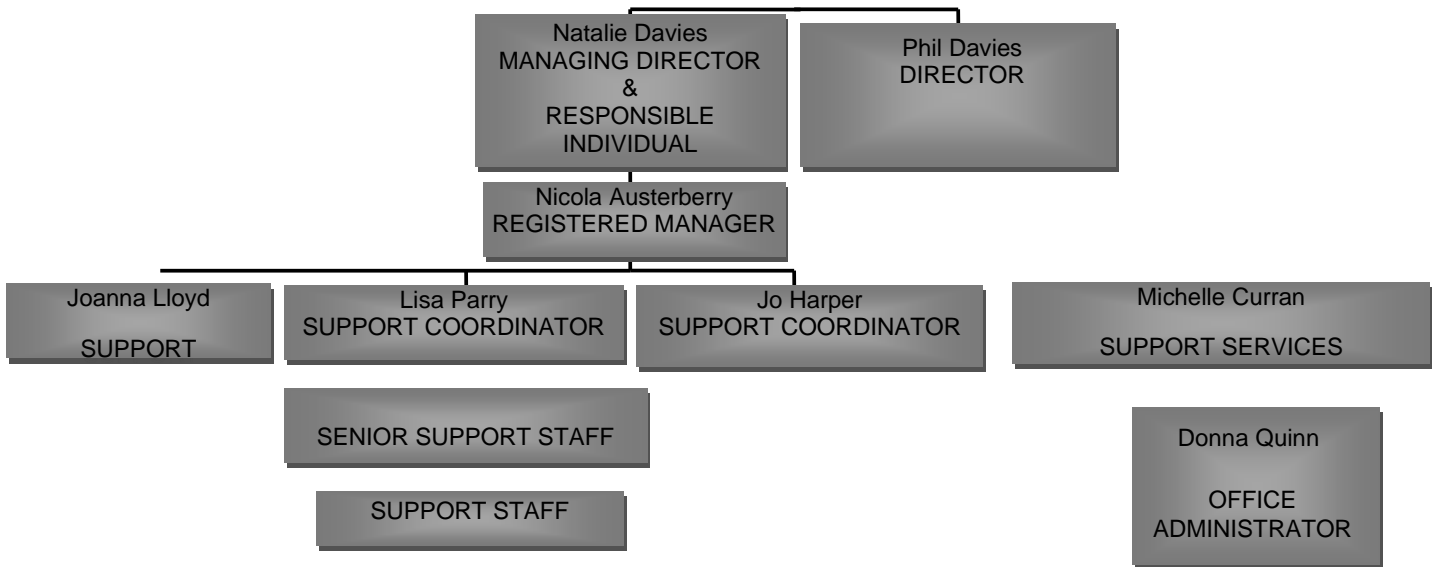 Natalie Davies
MANAGING DIRECTOR
&
RESPONSIBLE
INDIVIDUAL
Phil Davies
DIRECTOR
Nicola Austerberry
REGISTERED MANAGER
Joanna Lloyd
SUPPORT
Lisa Parry
SUPPORT COORDINATOR
Jo Harper
SUPPORT COORDINATOR
Michelle Curran
SUPPORT SERVICES
SENIOR SUPPORT STAFF
SUPPORT STAFF
Donna Quinn
OFFICE
ADMINISTRATOR